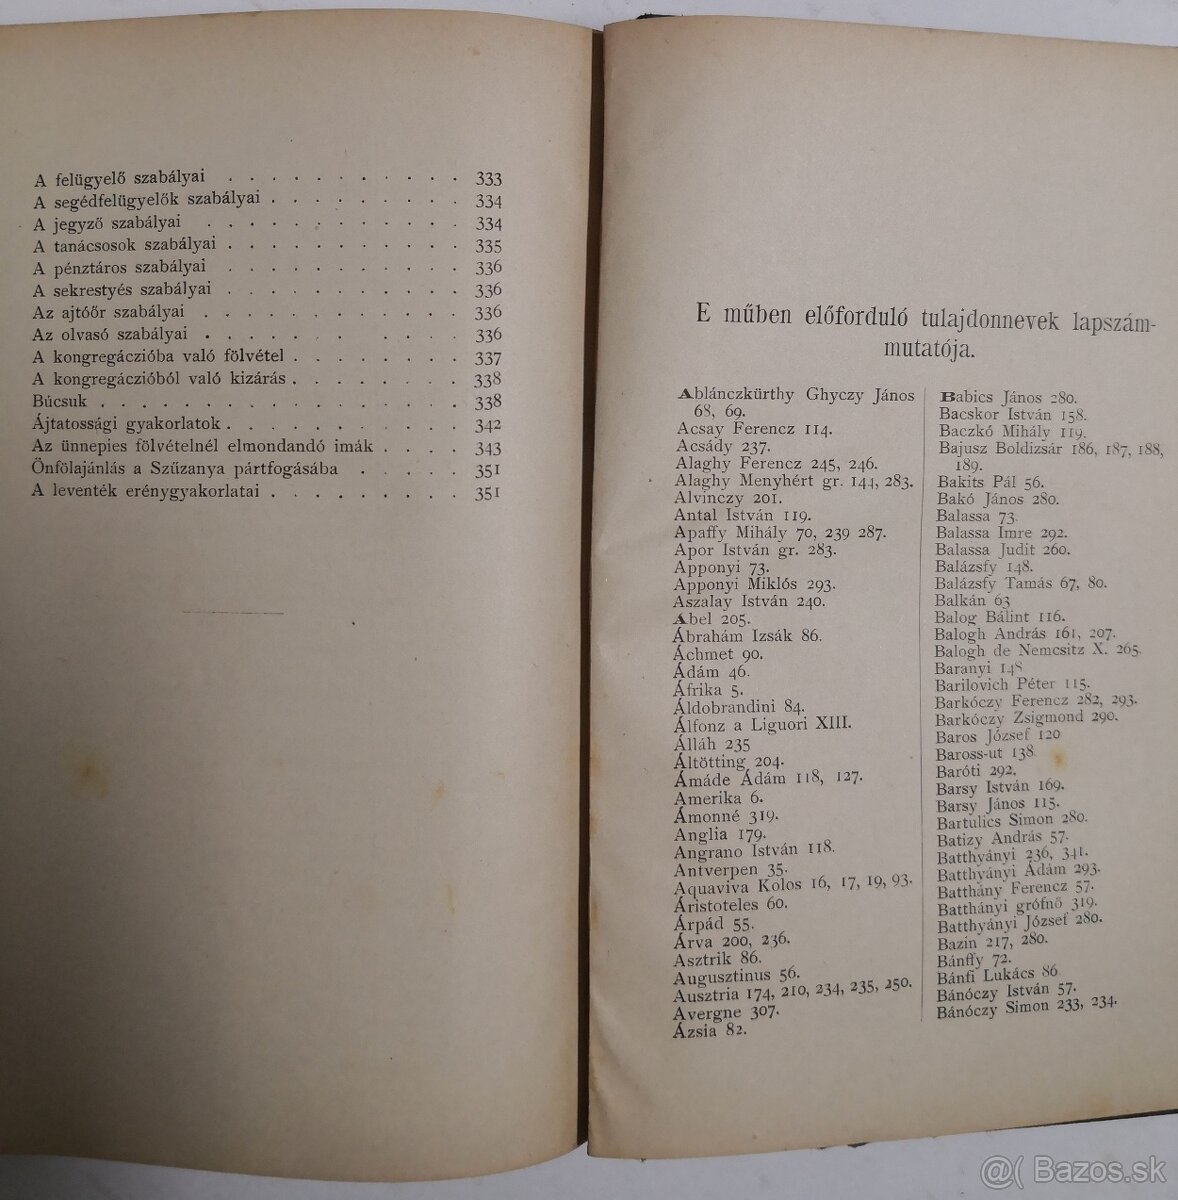 A felügyelő szabályai . . . . . . . . . . . 333
A segédfelügyelők szabályai . . . . . . . . . 334
A jegyző szabályai . . . . . . . . . . . 334
A tanácsosok szabályai . . . . . . . . . . . 335
A pénztáros szabályai . . . . . . . . . . . 336
A sekrestyés szabályai . . . . . . . . . . . 336
Az ajtóőr szabályai . . . . . . . . . . . 336
Az olvasó szabályai . . . . . . . . . . . 336
A kongregáczióba való fölvétel . . . . . . . . 337
A kongregáczióból való kizárás . . . . . . . . 338
Búcsuk . . . . . . . . . . . . . . . 338
Ájtatossági gyakorlatok . . . . . . . . . . . 342
Az ünnepies fölvételnél elmondandó imák . . . . 343
Önfölajánlás a Szűzanya pártfogásába . . . . . 351
A leventék erénygyakorlatai . . . . . . . . . 351
E műben előforduló tulajdonnevek lapszám-
mutatója.
Ablánczkürthy Ghyczy János
68, 69.
Acsay Ferencz 114.
Acsády 237.
Alaghy Ferencz 245, 246.
Alaghy Menyhért gr. 144, 283.
Alvinczy 201.
Antal István 119.
Apaffy Mihály 70, 239 287.
Apor István gr. 283.
Apponyi 73.
Apponyi Miklós 293.
Aszalay István 240.
Abel 205.
Ábrahám Izsák 86.
Áchmet 90.
Ádám 46.
Áfrika 5.
Áldobrandini 84.
Álfonz a Liguori XIII.
Álláh 235
Áltötting 204.
Ámáde Ádám 118, 127.
Amerika 6.
Ámonné 319.
Anglia 179.
Angrano István 118.
Antverpen 35.
Aquaviva Kolos 16, 17, 19, 93.
Áristoteles 60.
Árpád 55.
Árva 200, 236.
Asztrik 86.
Augusztinus 56.
Ausztria 174, 210, 234, 235, 250.
Avergne 307.
Ázsia 82.
Babics János 280.
Bacskor István 158.
Baczkó Mihály 119.
Bajusz Boldizsár 186, 187, 188,
189.
Bakits Pál 56.
Bakó János 280.
Balassa 73.
Balassa Imre 292.
Balassa Judit 260.
Balázsfy 148.
Balázsfy Tamás 67, 80.
Balkán 63
Balog Bálint 116.
Balogh András 161, 207.
Balogh de Nemcsitz X. 265.
Baranyi 148
Barilovich Péter 115.
Barkóczy Ferencz 282, 293.
Barkóczy Zsigmond 290.
Baros József 120
Baross-ut 138.
Baróti 292.
Barsy István 169.
Barsy János 115.
Bartulics Simon 280.
Batizy András 57.
Batthyányi 236, 341.
Batthyányi Ádám 293.
Batthány Ferencz 57.
Batthányi grófnő 319.
Batthyányi József 280.
Bazin 217, 280.
Bánffy 72.
Bánfi Lukács 86
Bánóczy István 57.
Bánóczy Simon 233, 234.
@( Bazos.sk